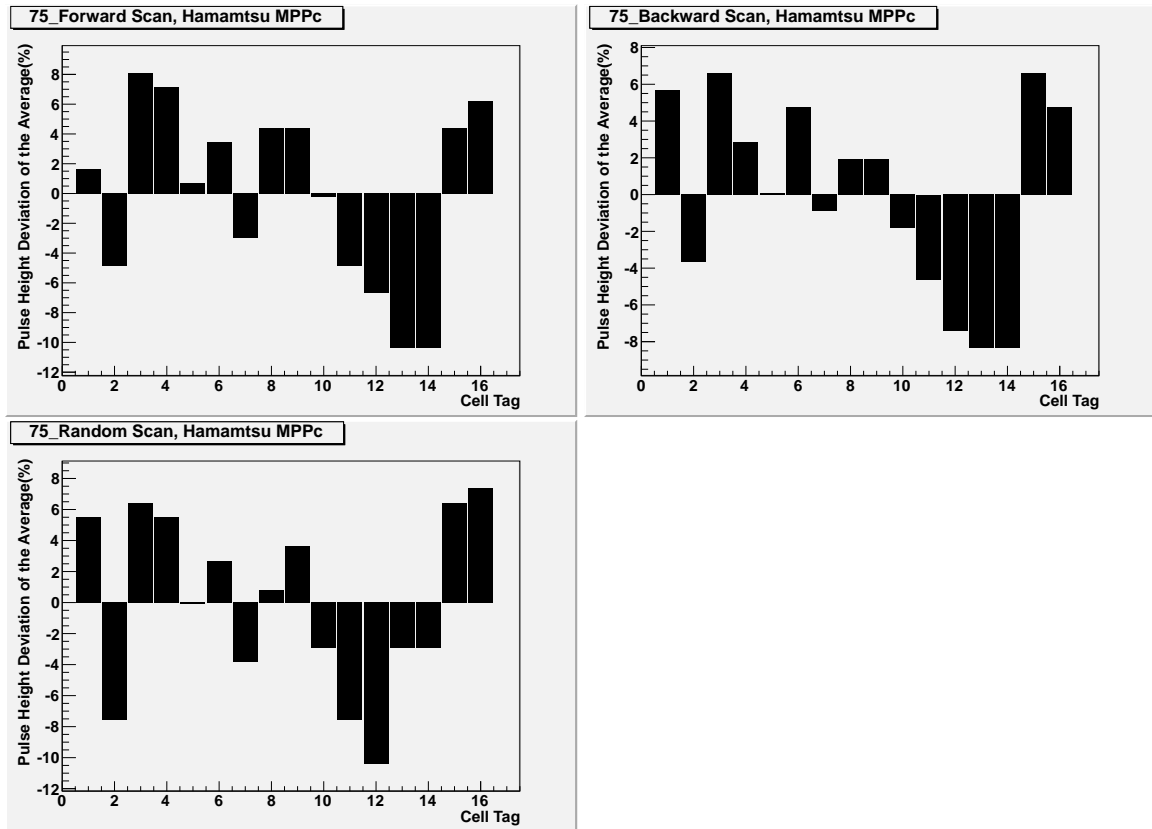 75_Forward Scan, Hamamtsu MPPc
Pulse Height Deviation of the Average(%)
8
6
4
2
0
-2
-4
-6
-8
-10
-12
0 2 4 6 8 10 12 14 16
Cell Tag
75_Backward Scan, Hamamtsu MPPc
Pulse Height Deviation of the Average(%)
8
6
4
2
0
-2
-4
-6
-8
0 2 4 6 8 10 12 14 16
Cell Tag
75_Random Scan, Hamamtsu MPPc
Pulse Height Deviation of the Average(%)
8
6
4
2
0
-2
-4
-6
-8
-10
-12
0 2 4 6 8 10 12 14 16
Cell Tag